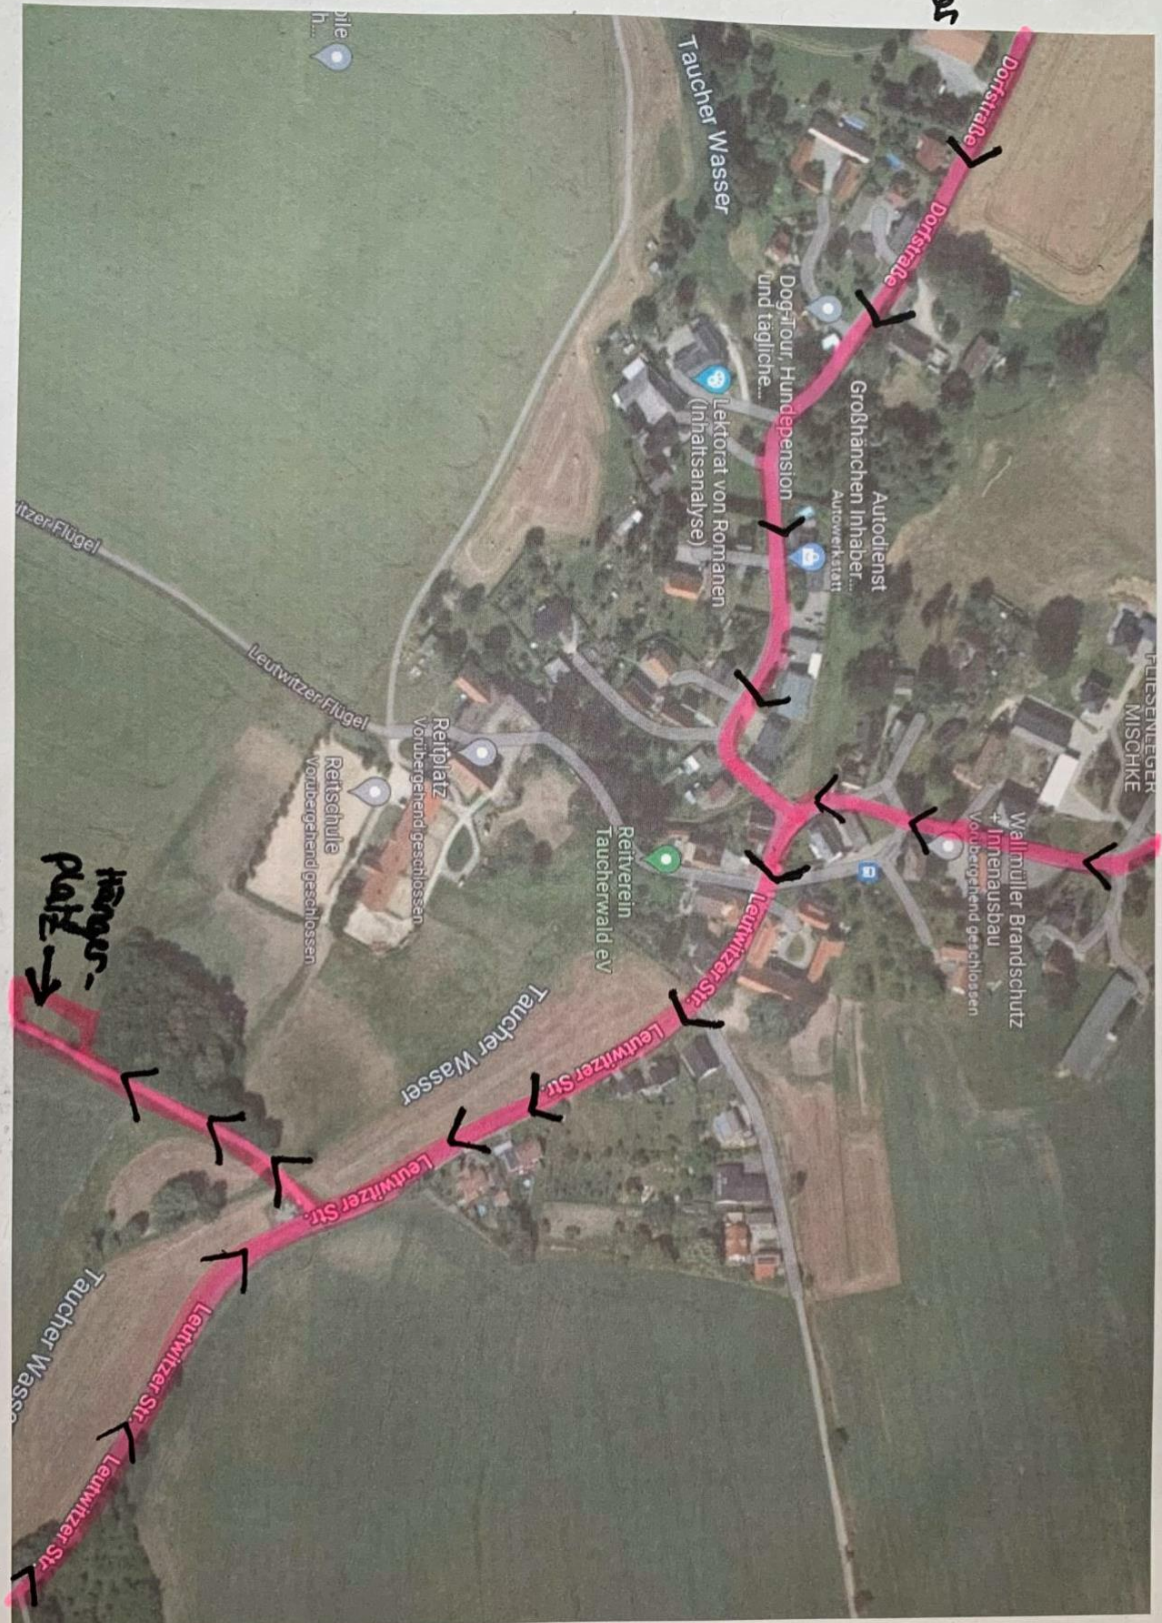 Dorfstraße
Dorfstraße
Taucher Wasser
Dog-Tour, Hundepension
und tägliche...
Lektorat von Romanen
(Inhaltsanalyse)
Autodienst
Großhänchen Inhaber...
Autowerkstatt
FLIESENLEGER
MISCHKE
Wallmüller Brandschutz
+ Innenausbau
Vorübergehend geschlossen
Leutwitzer Flügel
Reitplatz
Vorübergehend geschlossen
Reitschule
Vorübergehend geschlossen
Reitverein
Taucherwald eV
Leutwitzer Str.
Leutwitzer Str.
Leutwitzer Str.
Taucher Wasser
Hänger-
platz
Leutwitzer Str.
Leutwitzer Str.
Taucher Wass
itzer Flügel